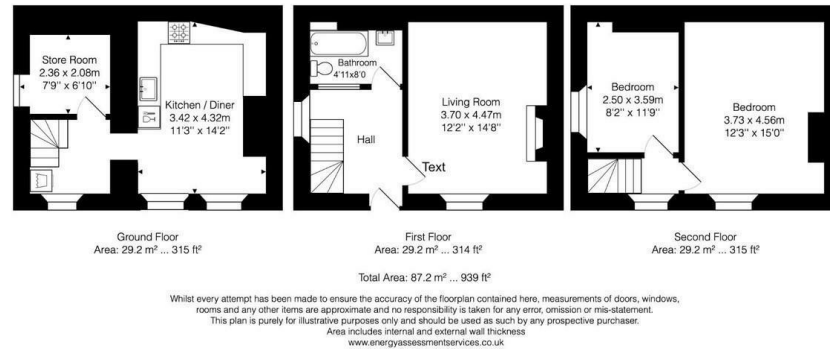 Store Room
2.36 x 2.08m
7'9" x 6'10"
Kitchen / Diner
3.42 x 4.32m
11'3" x 14'2"
Ground Floor
Area: 29.2 m² ... 315 ft²
Bathroom
4'11x8'0
Hall
Living Room
3.70 x 4.47m
12'2" x 14'8"
Text
First Floor
Area: 29.2 m² ... 314 ft²
Bedroom
2.50 x 3.59m
8'2" x 11'9"
Bedroom
3.73 x 4.56m
12'3" x 15'0"
Second Floor
Area: 29.2 m² ... 315 ft²
Total Area: 87.2 m² ... 939 ft²
Whilst every attempt has been made to ensure the accuracy of the floorplan contained here, measurements of doors, windows,
rooms and any other items are approximate and no responsibility is taken for any error, omission or mis-statement.
This plan is purely for illustrative purposes only and should be used as such by any prospective purchaser.
Area includes internal and external wall thickness
www.energyassessmentservices.co.uk